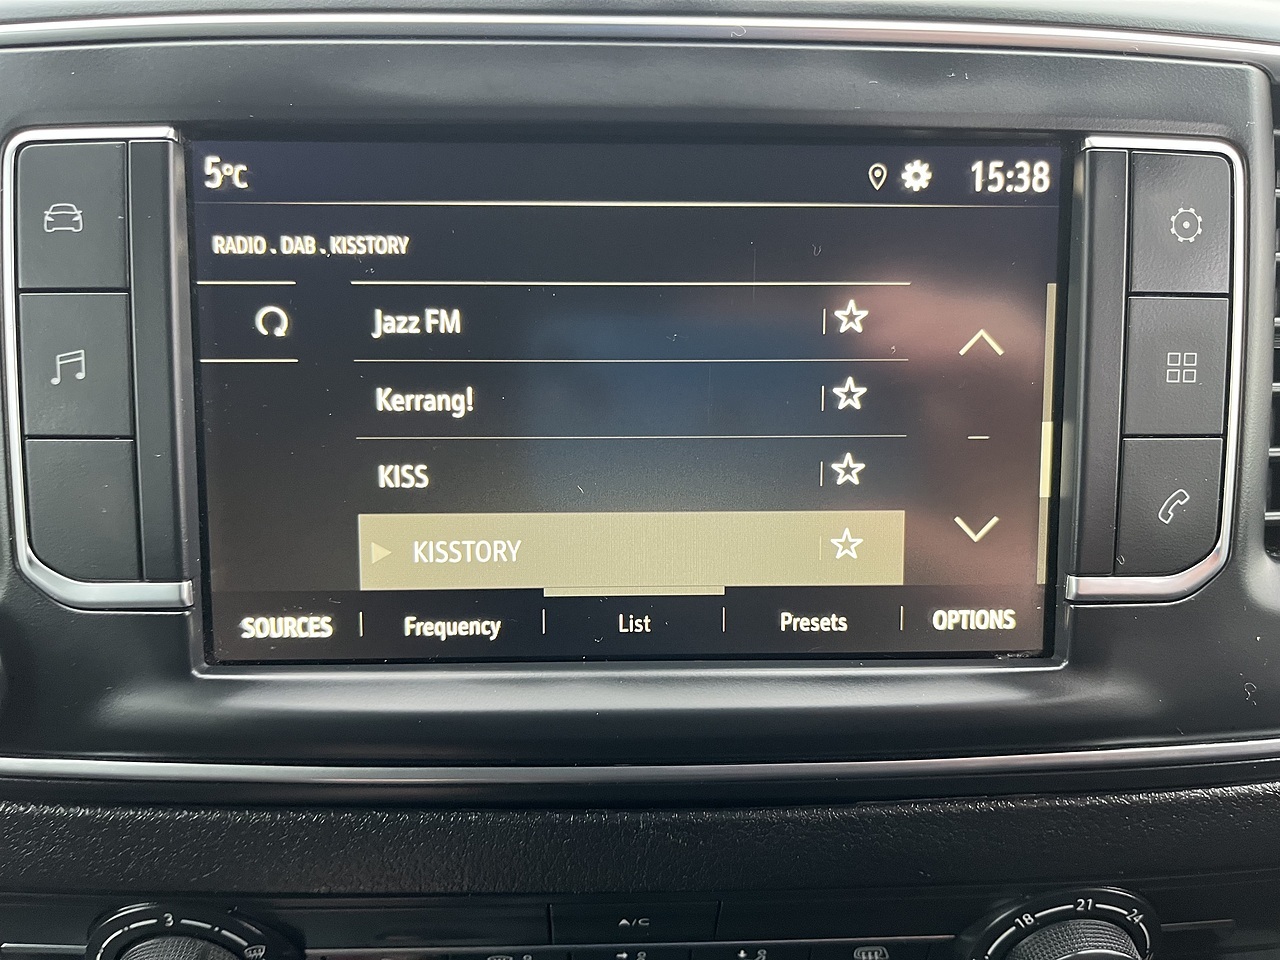 5°C 15:38
RADIO . DAB . KISSTORY
Jazz FM
Kerrang!
KISS
KISSTORY
SOURCES Frequency List Presets OPTIONS
3
A/C
18 21 24